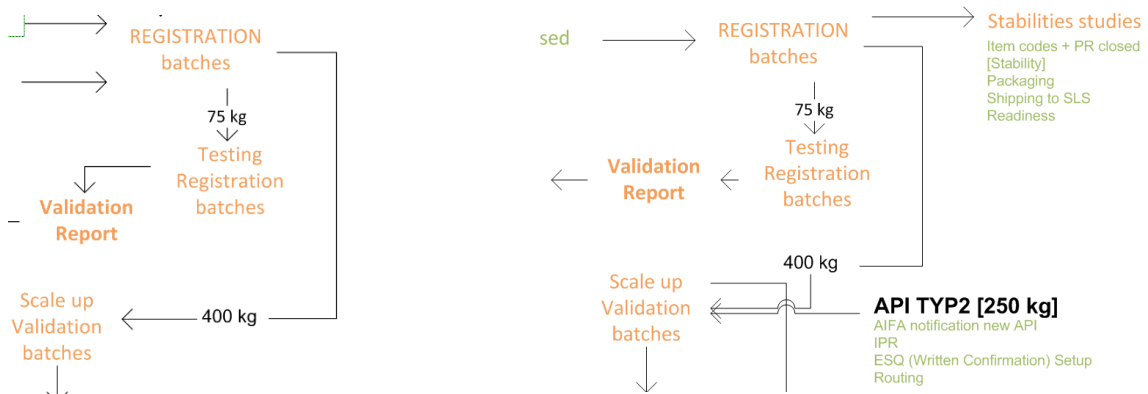 REGISTRATION
batches
75 kg
Testing
Registration
batches
Validation
Report
Scale up
Validation
batches
400 kg
sed
REGISTRATION
batches
Stabilities studies
Item codes + PR closed
[Stability]
Packaging
Shipping to SLS
Readiness
75 kg
Testing
Registration
batches
Validation
Report
400 kg
Scale up
Validation
batches
API TYP2 [250 kg]
AIFA notification new API
IPR
ESQ (Written Confirmation) Setup
Routing